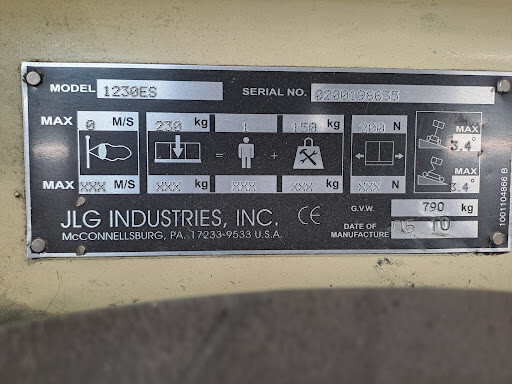 MODEL 1230ES SERIAL NO. 0200196635
MAX 0 M/S 230 kg 1 150 kg 200 N MAX 3.4°
= +
MAX XXX M/S XXX kg XXX XXX kg XXX N MAX 3.4°
JLG INDUSTRIES, INC. CE G.V.W. 790 kg
MCCONNELLSBURG, PA. 17233-9533 U.S.A. DATE OF MANUFACTURE 10
1001104866 B